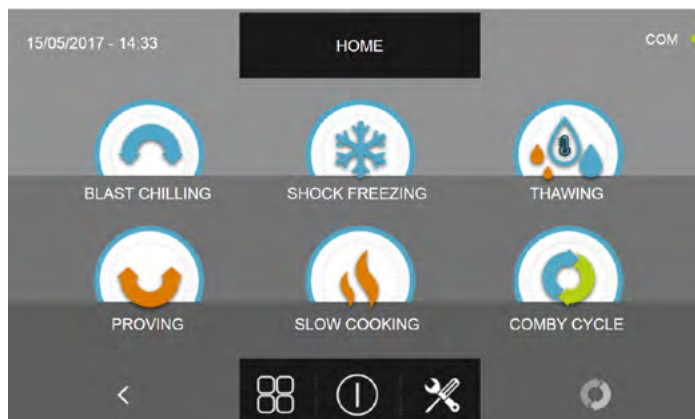 15/05/2017 - 14:33 HOME COM
BLAST CHILLING SHOCK FREEZING THAWING
PROVING SLOW COOKING COMBY CYCLE